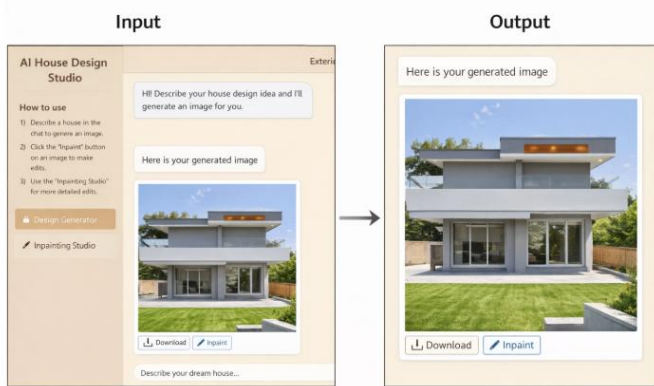 Input
Output
AI House Design
Studio
How to use
1) Describe a house in the
chat to genere an image.
2) Click the "Inpaint" button
on an image to make
edits.
3) Use the "Inpainting Studio"
for more detailed edits.
Design Generator
Inpainting Studio
Exterie
HI! Describe your house design idea and I'll
generate an image for you.
Here is your generated image
Download
Inpaint
Describe your dream house...
Here is your generated image
Download
Inpaint